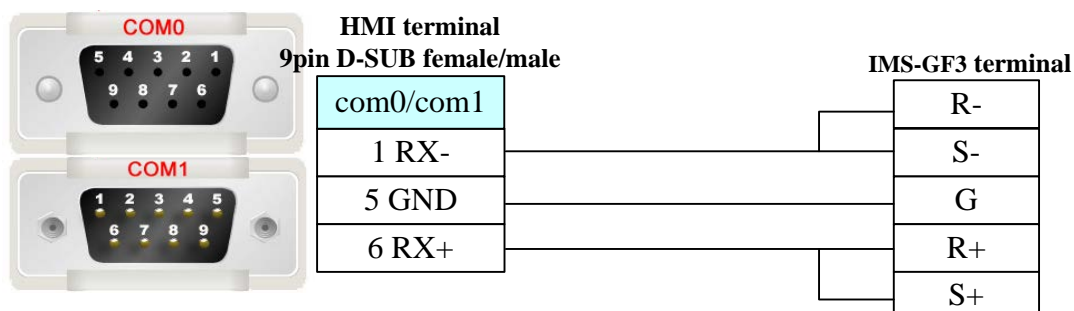 COM0
5 4 3 2 1
9 8 7 6
COM1
1 2 3 4 5
6 7 8 9
HMI terminal
9pin D-SUB female/male
com0/com1
1 RX-
5 GND
6 RX+
IMS-GF3 terminal
R-
S-
G
R+
S+